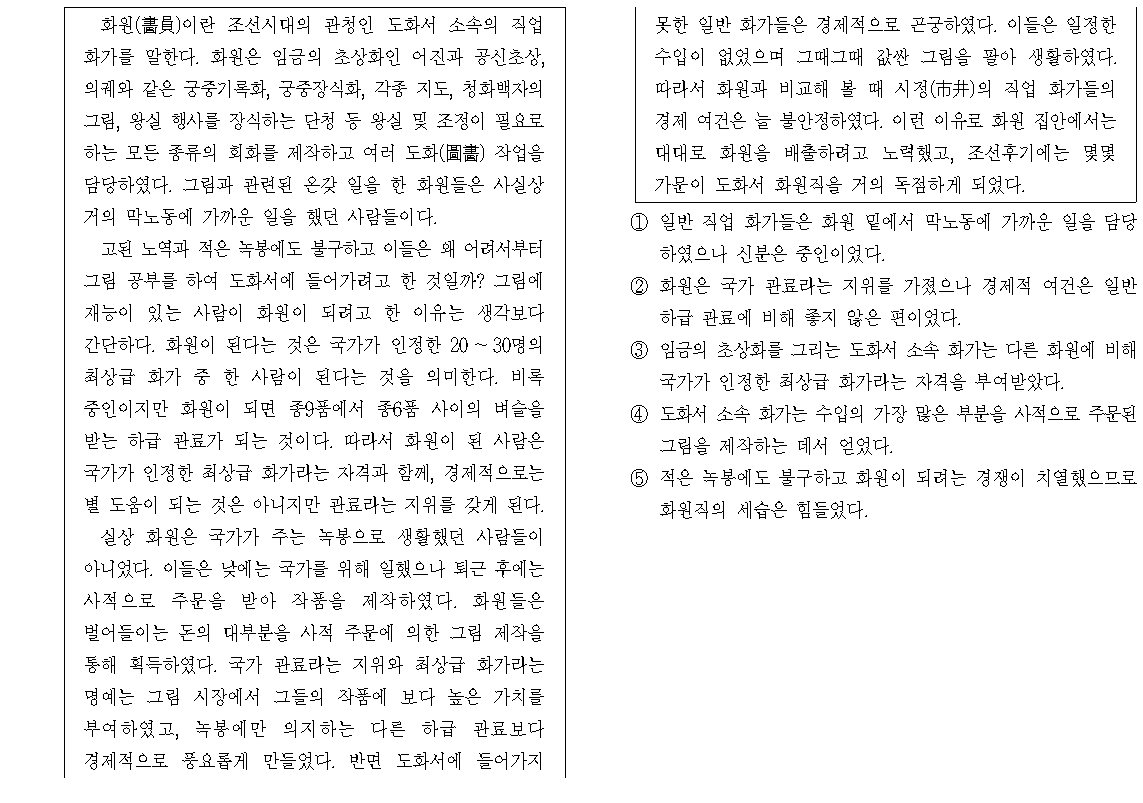 화원(畵員)이란 조선시대의 관청인 도화서 소속의 직업
화가를 말한다. 화원은 임금의 초상화인 어진과 공신초상,
의궤와 같은 궁중기록화, 궁중장식화, 각종 지도, 청화백자의
그림, 왕실 행사를 장식하는 단청 등 왕실 및 조정이 필요로
하는 모든 종류의 회화를 제작하고 여러 도화(圖畵) 작업을
담당하였다. 그림과 관련된 온갖 일을 한 화원들은 사실상
거의 막노동에 가까운 일을 했던 사람들이다.
고된 노역과 적은 녹봉에도 불구하고 이들은 왜 어려서부터
그림 공부를 하여 도화서에 들어가려고 한 것일까? 그림에
재능이 있는 사람이 화원이 되려고 한 이유는 생각보다
간단하다. 화원이 된다는 것은 국가가 인정한 20 ~ 30명의
최상급 화가 중 한 사람이 된다는 것을 의미한다. 비록
중인이지만 화원이 되면 종9품에서 종6품 사이의 벼슬을
받는 하급 관료가 되는 것이다. 따라서 화원이 된 사람은
국가가 인정한 최상급 화가라는 자격과 함께, 경제적으로는
별 도움이 되는 것은 아니지만 관료라는 지위를 갖게 된다.
실상 화원은 국가가 주는 녹봉으로 생활했던 사람들이
아니었다. 이들은 낮에는 국가를 위해 일했으나 퇴근 후에는
사적으로 주문을 받아 작품을 제작하였다. 화원들은
벌어들이는 돈의 대부분을 사적 주문에 의한 그림 제작을
통해 획득하였다. 국가 관료라는 지위와 최상급 화가라는
명예는 그림 시장에서 그들의 작품에 보다 높은 가치를
부여하였고, 녹봉에만 의지하는 다른 하급 관료보다
경제적으로 풍요롭게 만들었다. 반면 도화서에 들어가지
못한 일반 화가들은 경제적으로 곤궁하였다. 이들은 일정한
수입이 없었으며 그때그때 값싼 그림을 팔아 생활하였다.
따라서 화원과 비교해 볼 때 시정(市井)의 직업 화가들의
경제 여건은 늘 불안정하였다. 이런 이유로 화원 집안에서는
대대로 화원을 배출하려고 노력했고, 조선후기에는 몇몇
가문이 도화서 화원직을 거의 독점하게 되었다.
① 일반 직업 화가들은 화원 밑에서 막노동에 가까운 일을 담당
하였으나 신분은 중인이었다.
② 화원은 국가 관료라는 지위를 가졌으나 경제적 여건은 일반
하급 관료에 비해 좋지 않은 편이었다.
③ 임금의 초상화를 그리는 도화서 소속 화가는 다른 화원에 비해
국가가 인정한 최상급 화가라는 자격을 부여받았다.
④ 도화서 소속 화가는 수입의 가장 많은 부분을 사적으로 주문된
그림을 제작하는 데서 얻었다.
⑤ 적은 녹봉에도 불구하고 화원이 되려는 경쟁이 치열했으므로
화원직의 세습은 힘들었다.